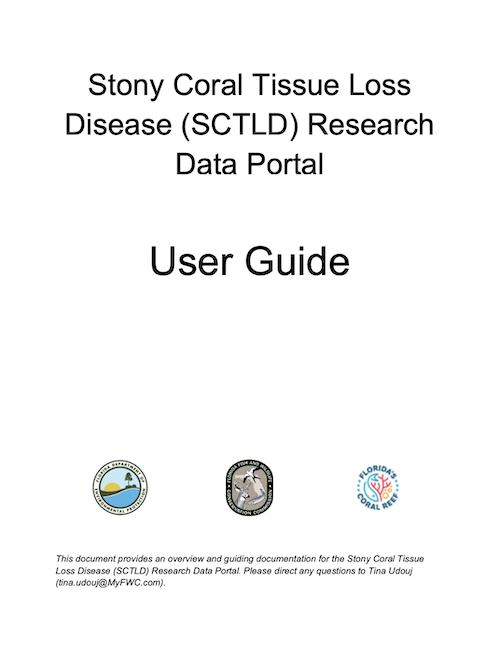 Stony Coral Tissue Loss
Disease (SCTLD) Research
Data Portal
User Guide
FLORIDA DEPARTMENT OF
ENVIRONMENTAL PROTECTION
FLORIDA FISH AND WILDLIFE
CONSERVATION COMMISSION
FLORIDA'S
CORAL REEF
This document provides an overview and guiding documentation for the Stony Coral Tissue
Loss Disease (SCTLD) Research Data Portal. Please direct any questions to Tina Udouj
(tina.udouj@MyFWC.com).